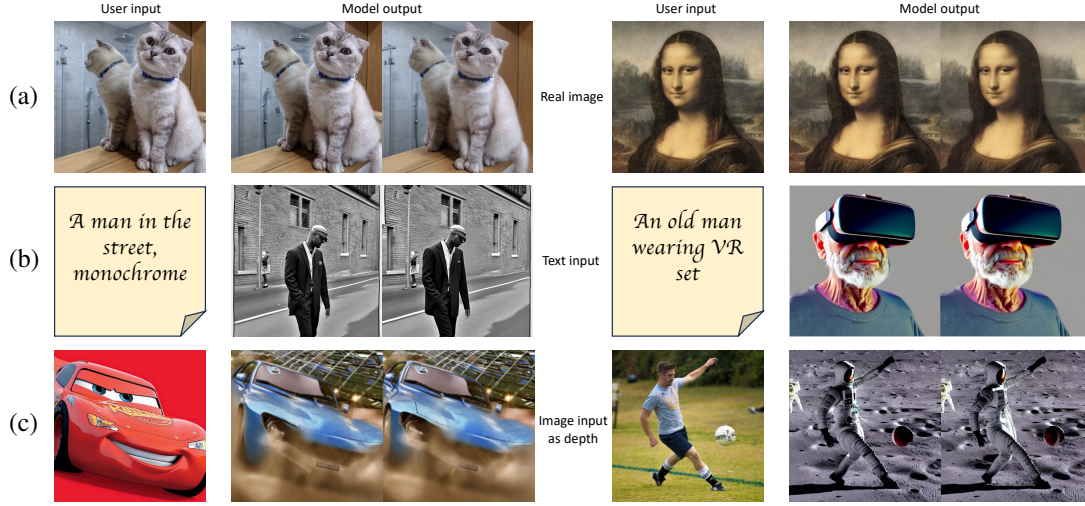 User input
Model output
User input
Model output
(a)
Real image
(b)
A man in the
street,
monochrome
Text input
An old man
wearing VR
set
(c)
Image input
as depth